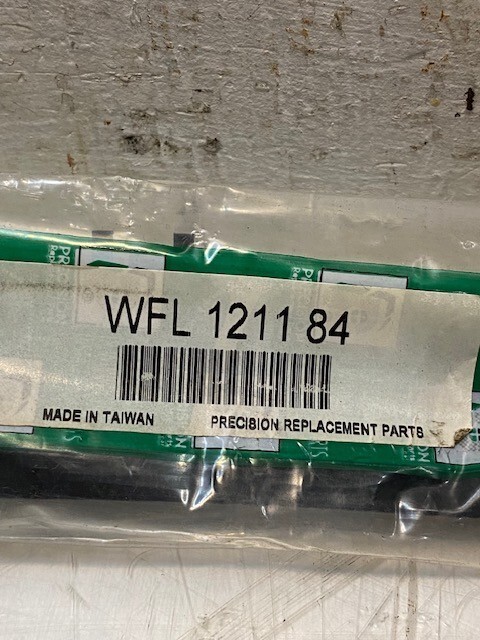 WFL 1211 84
MADE IN TAIWAN PRECISION REPLACEMENT PARTS